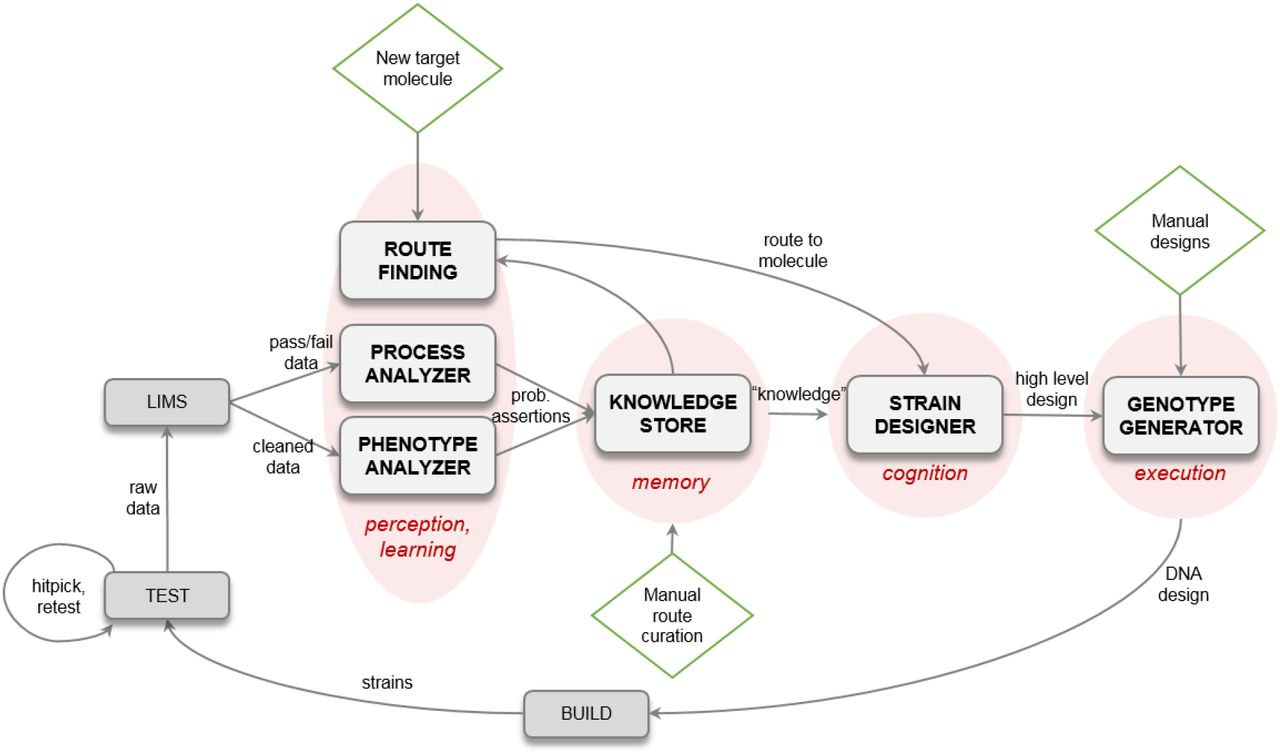 New target
molecule
Manual
designs
ROUTE
FINDING
route to
molecule
pass/fail
data
PROCESS
ANALYZER
LIMS
prob.
assertions
KNOWLEDGE
STORE
“knowledge”
STRAIN
DESIGNER
high level
design
GENOTYPE
GENERATOR
cleaned
data
PHENOTYPE
ANALYZER
memory
cognition
execution
raw
data
perception,
learning
hitpick,
retest
TEST
Manual
route
curation
DNA
design
strains
BUILD